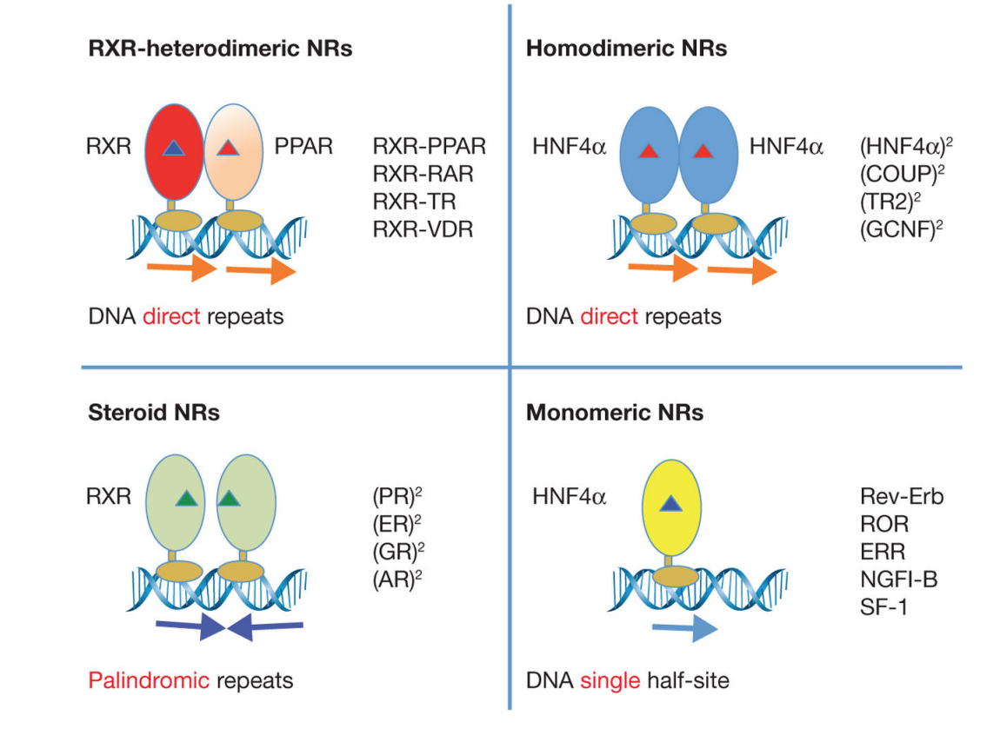 RXR-heterodimeric NRs
RXR
PPAR
RXR-PPAR
RXR-RAR
RXR-TR
RXR-VDR
DNA direct repeats
Homodimeric NRs
HNF4α
HNF4α
(HNF4α)²
(COUP)²
(TR2)²
(GCNF)²
DNA direct repeats
Steroid NRs
RXR
(PR)²
(ER)²
(GR)²
(AR)²
Palindromic repeats
Monomeric NRs
HNF4α
Rev-Erb
ROR
ERR
NGFI-B
SF-1
DNA single half-site